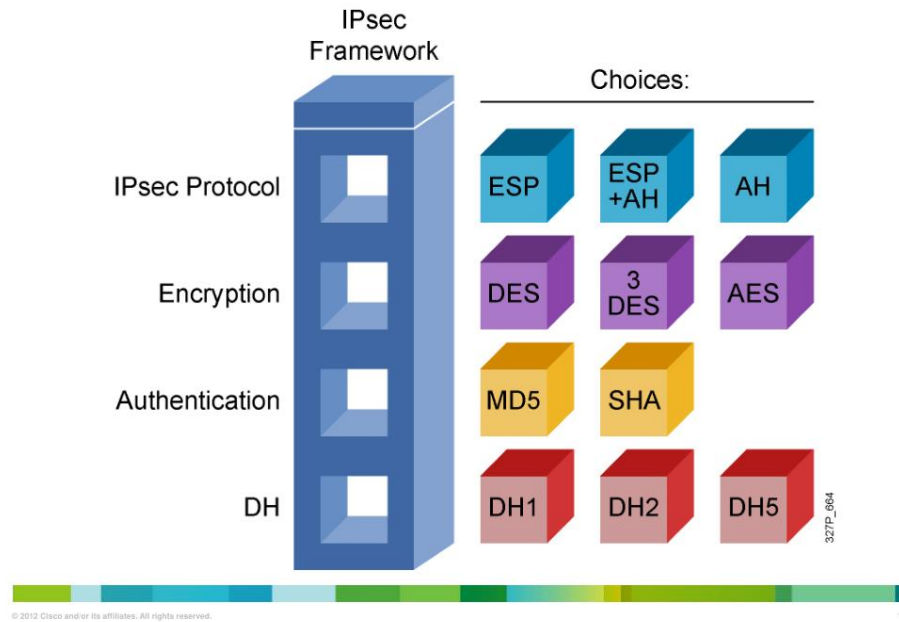 IPsec
Framework
Choices:
IPsec Protocol
ESP
ESP
+AH
AH
Encryption
DES
3
DES
AES
Authentication
MD5
SHA
DH
DH1
DH2
DH5
327P_664
© 2012 Cisco and/or its affiliates. All rights reserved.